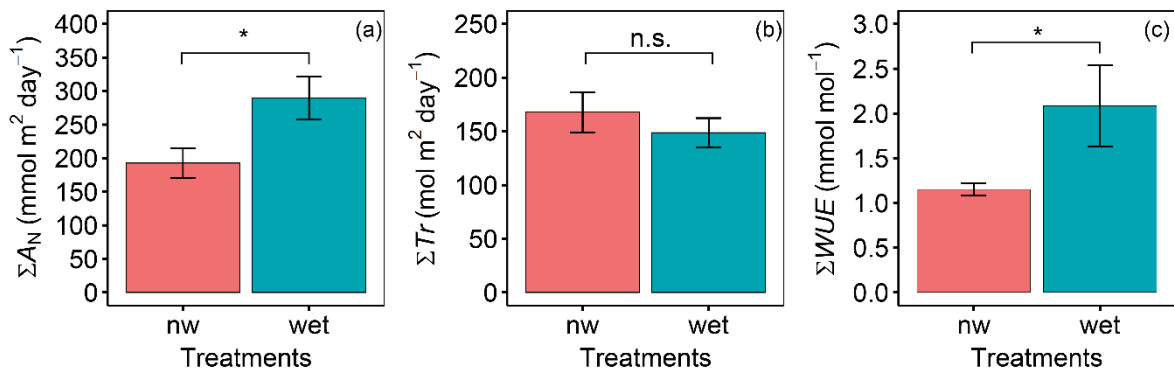 ΣA_N (mmol m² day⁻¹)
400
350
300
250
200
150
100
50
0
*
(a)
nw wet
Treatments
ΣTr (mol m² day⁻¹)
250
200
150
100
50
0
n.s.
(b)
nw wet
Treatments
ΣWUE (mmol mol⁻¹)
3.0
2.5
2.0
1.5
1.0
0.5
0.0
*
(c)
nw wet
Treatments